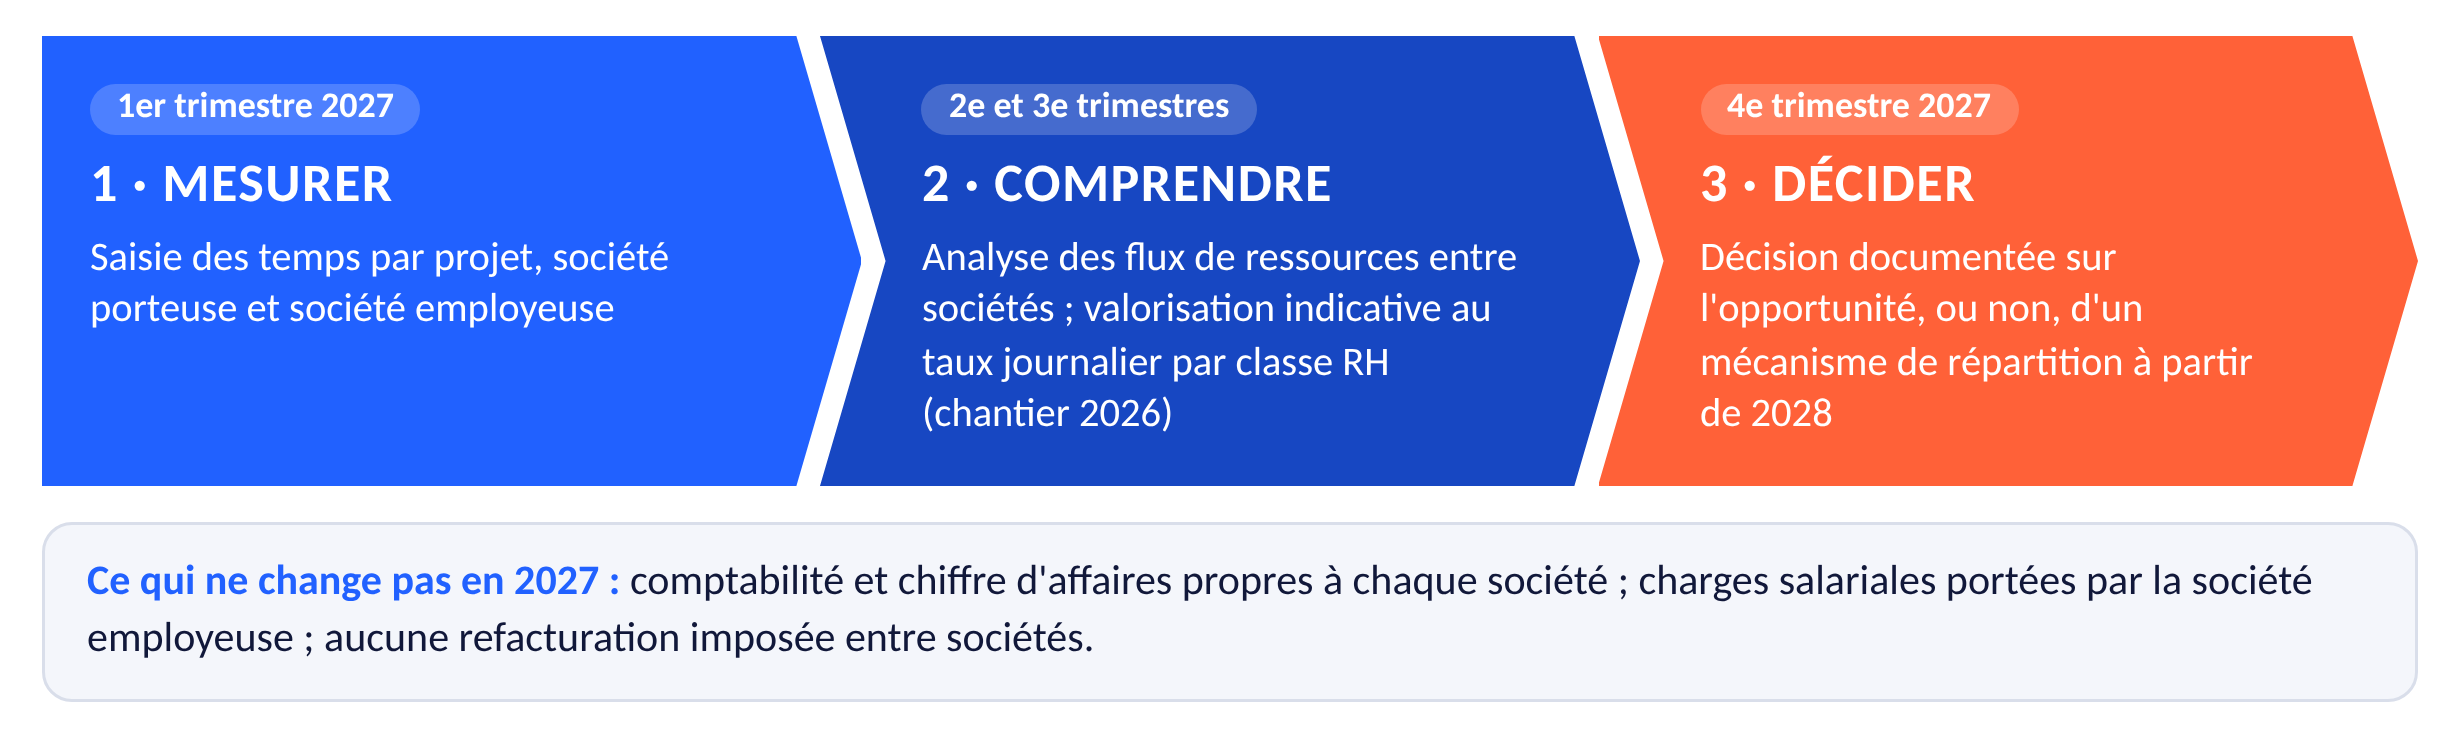 1er trimestre 2027
1 · MESURER
Saisie des temps par projet, société
porteuse et société employeuse
2e et 3e trimestres
2 · COMPRENDRE
Analyse des flux de ressources entre
sociétés ; valorisation indicative au
taux journalier par classe RH
(chantier 2026)
4e trimestre 2027
3 · DÉCIDER
Décision documentée sur
l'opportunité, ou non, d'un
mécanisme de répartition à partir
de 2028
Ce qui ne change pas en 2027 : comptabilité et chiffre d'affaires propres à chaque société ; charges salariales portées par la société
employeuse ; aucune refacturation imposée entre sociétés.